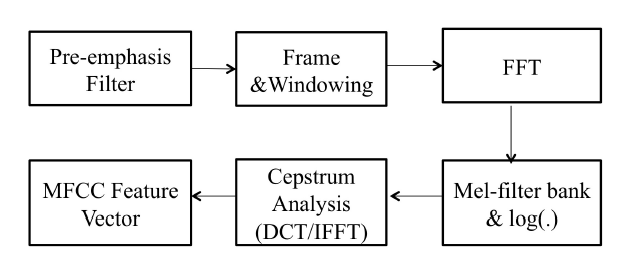 Pre-emphasis
Filter
Frame
&Windowing
FFT
MFCC Feature
Vector
Cepstrum
Analysis
(DCT/IFFT)
Mel-filter bank
& log(.)